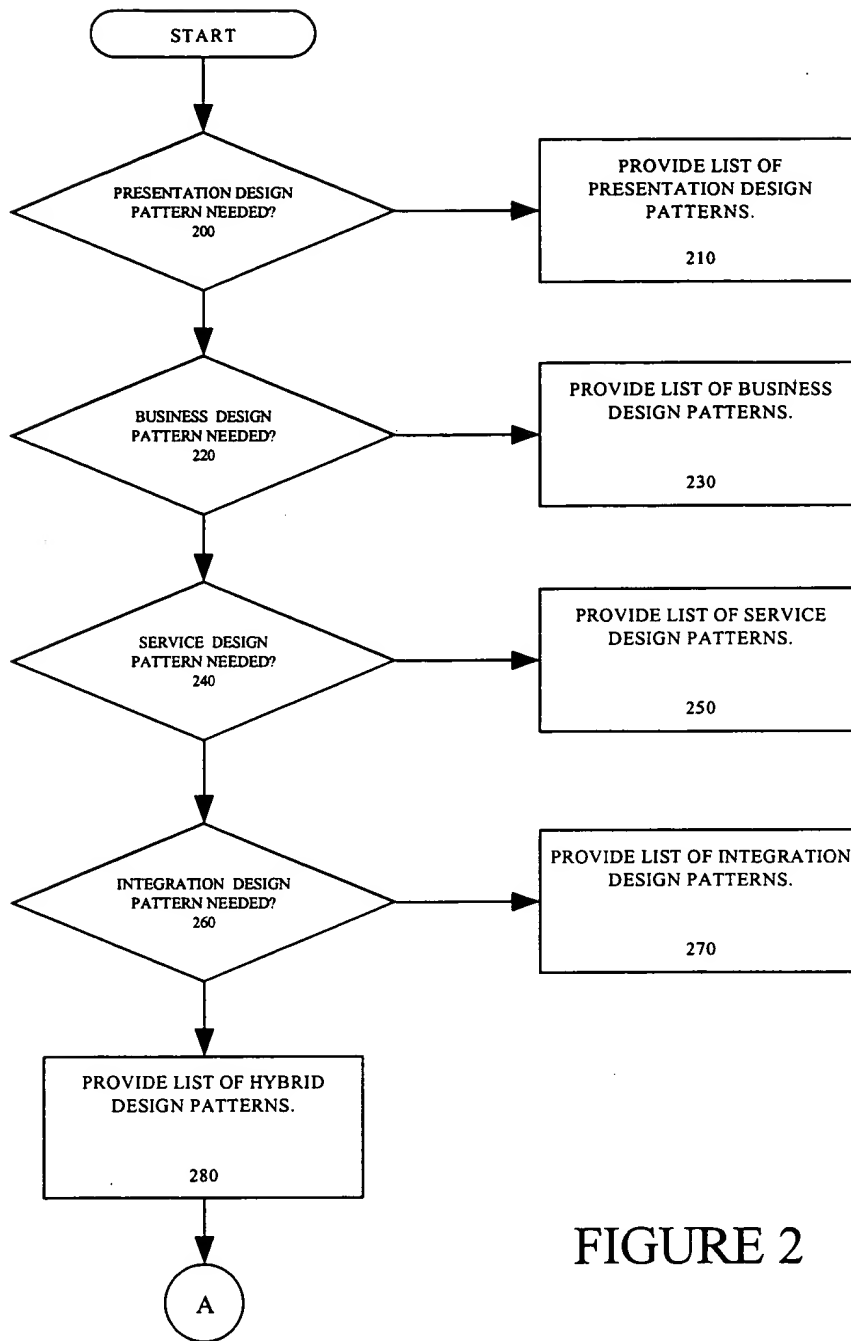 START
PRESENTATION DESIGN
PATTERN NEEDED?
200
PROVIDE LIST OF
PRESENTATION DESIGN
PATTERNS.
210
BUSINESS DESIGN
PATTERN NEEDED?
220
PROVIDE LIST OF BUSINESS
DESIGN PATTERNS.
230
SERVICE DESIGN
PATTERN NEEDED?
240
PROVIDE LIST OF SERVICE
DESIGN PATTERNS.
250
INTEGRATION DESIGN
PATTERN NEEDED?
260
PROVIDE LIST OF INTEGRATION
DESIGN PATTERNS.
270
PROVIDE LIST OF HYBRID
DESIGN PATTERNS.
280
A
FIGURE 2